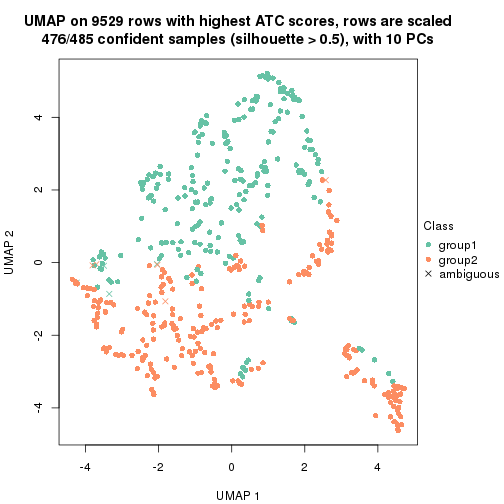 UMAP on 9529 rows with highest ATC scores, rows are scaled
476/485 confident samples (silhouette > 0.5), with 10 PCs
4
2
0
-2
-4
UMAP 2
-4
-2
0
2
4
UMAP 1
Class
group1
group2
ambiguous